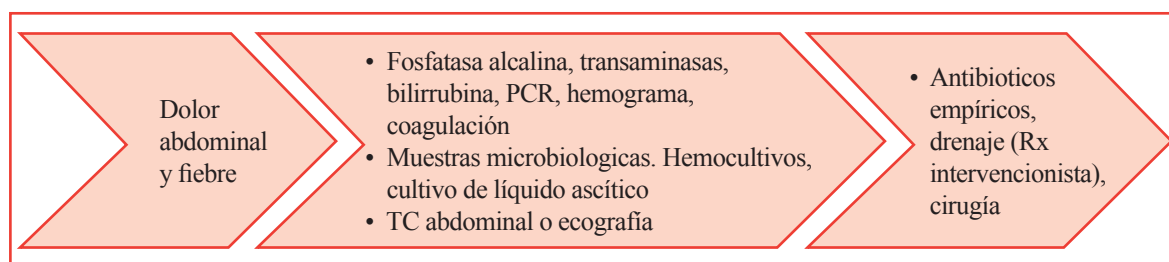 Dolor
abdominal
y fiebre
• Fosfatasa alcalina, transaminasas,
bilirrubina, PCR, hemograma,
coagulación
• Muestras microbiologicas. Hemocultivos,
cultivo de líquido ascítico
• TC abdominal o ecografía
• Antibioticos
empíricos,
drenaje (Rx
intervencionista),
cirugía